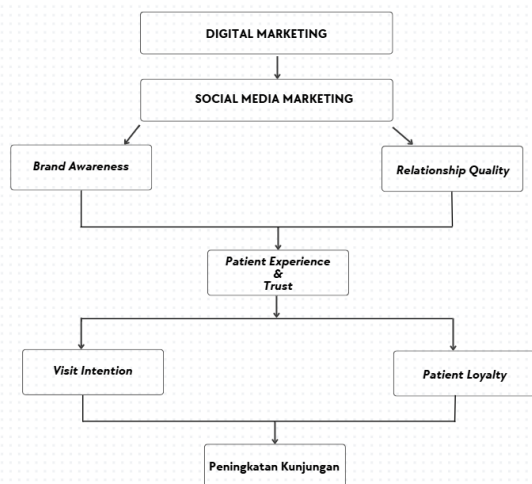 DIGITAL MARKETING
SOCIAL MEDIA MARKETING
Brand Awareness
Relationship Quality
Patient Experience
&
Trust
Visit Intention
Patient Loyalty
Peningkatan Kunjungan